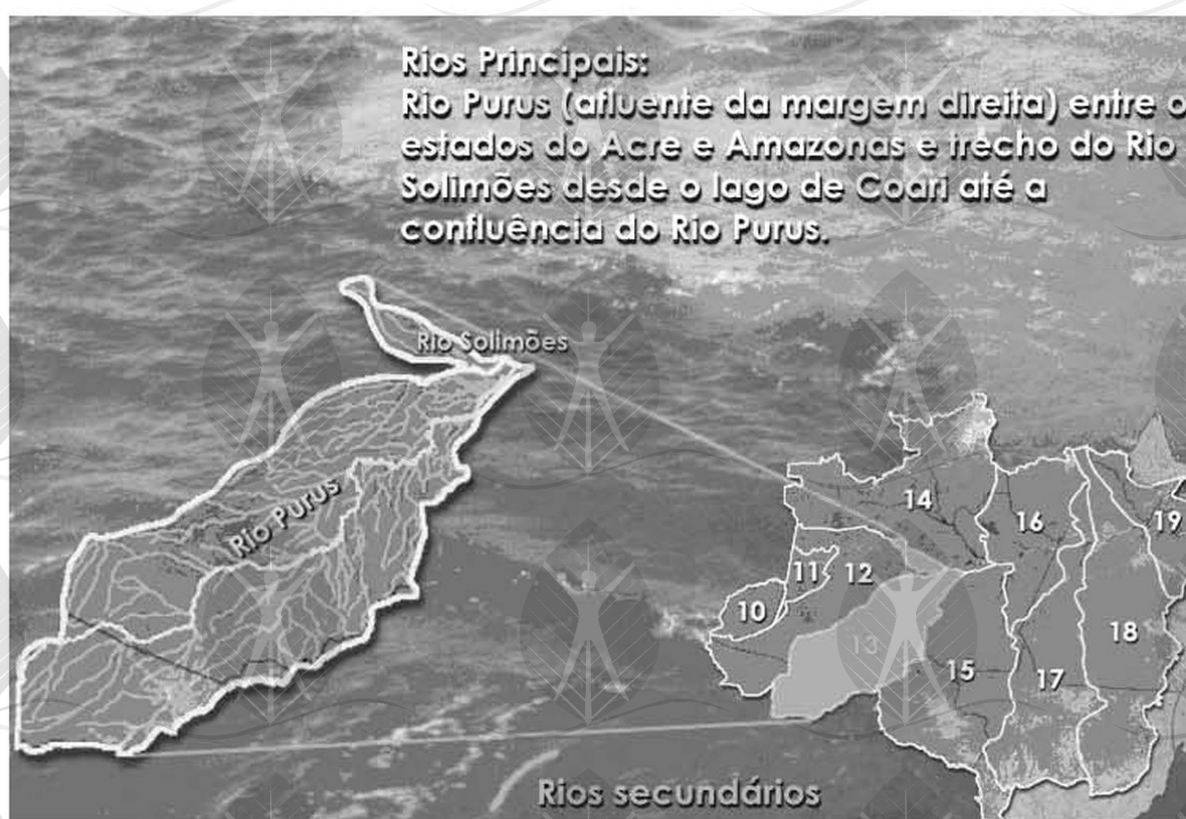 Rios Principais:
Rio Purus (afluente da margem direita) entre o
estados do Acre e Amazonas e trecho do Rio
Solimões desde o lago de Coari até a
confluência do Rio Purus.
Rio Solimões
Rio Purus
14
16
19
11
12
10
13
18
15
17
Rios secundários